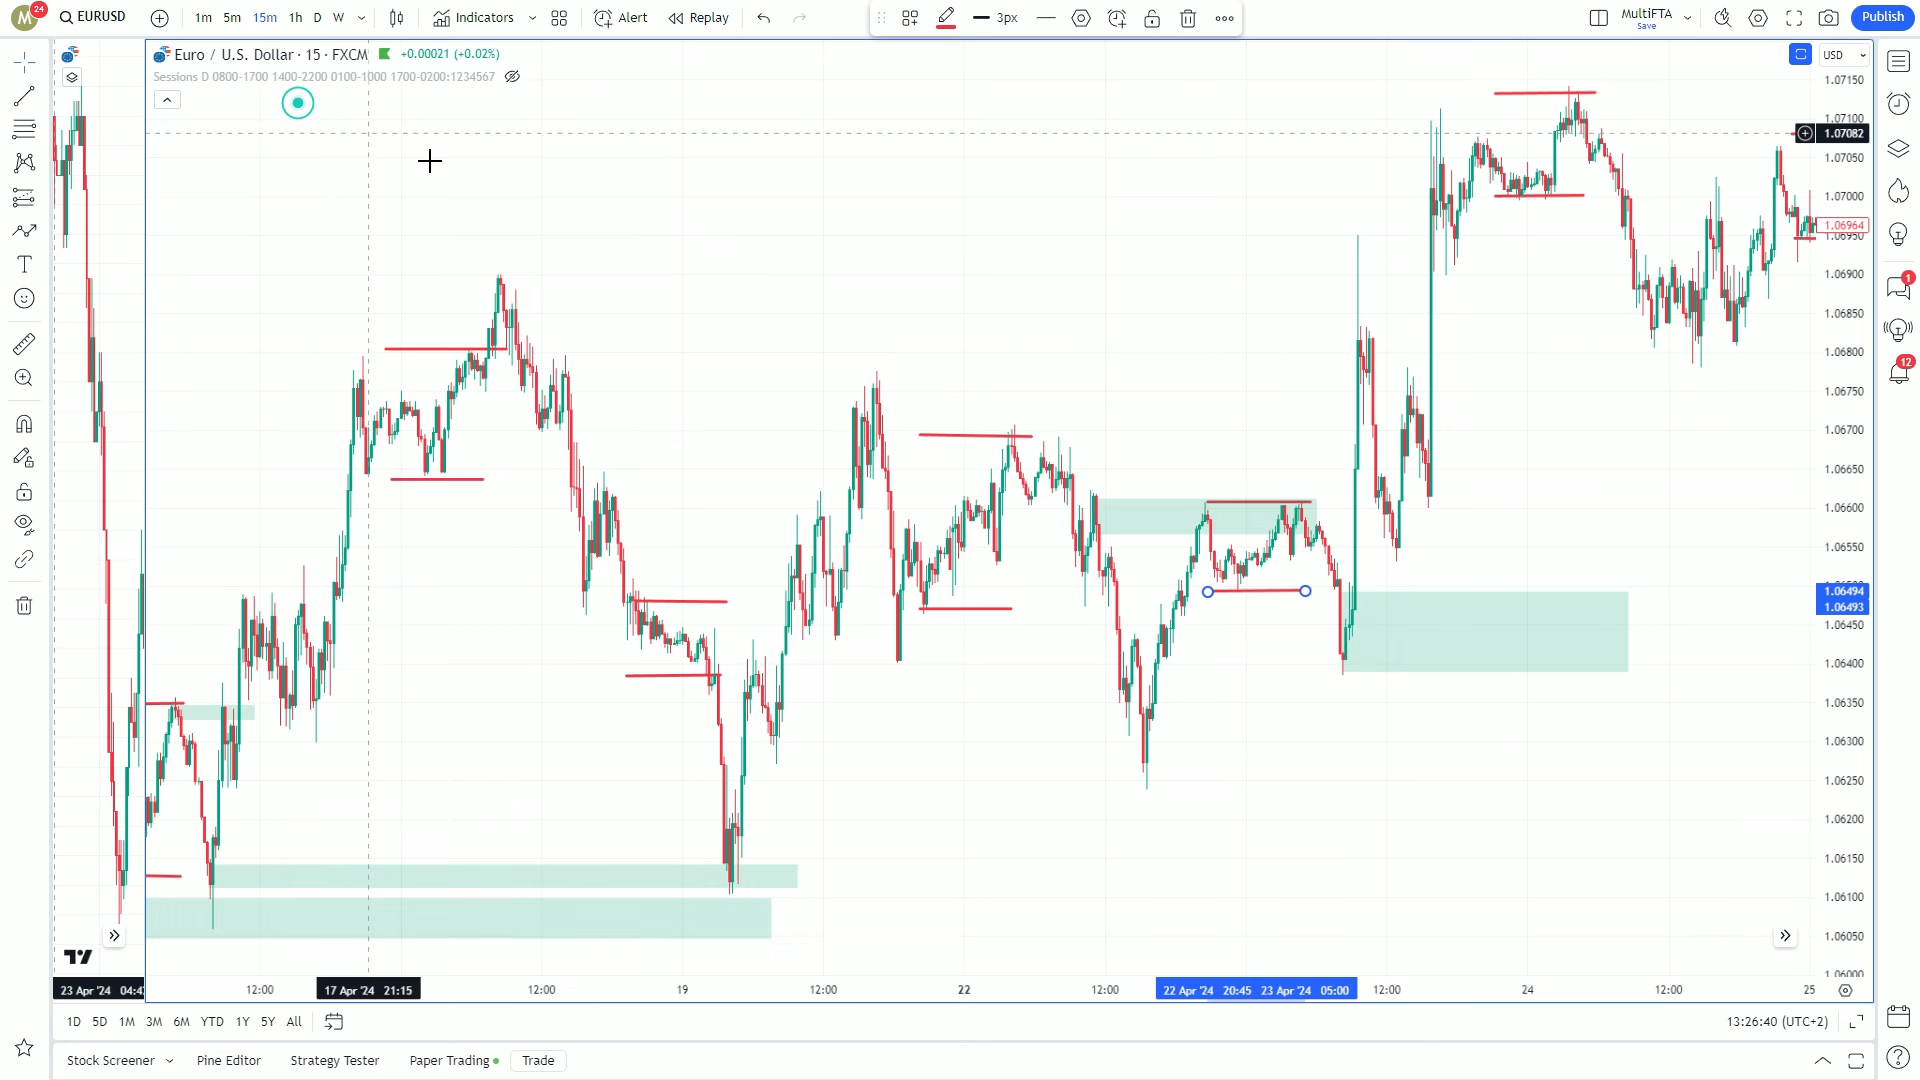 M
24
EURUSD
1m 5m 15m 1h D W
Indicators
Alert
Replay
3px
MultiFTA
Save
Publish
Euro / U.S. Dollar · 15 · FXCM +0.00021 (+0.02%)
Sessions D 0800-1700 1400-2200 0100-1000 1700-0200:1234567
USD
1.07150
1.07100
1.07082
1.07050
1.07000
1.06964
1.06950
1.06900
1.06850
1.06800
1.06750
1.06700
1.06650
1.06600
1.06550
1.06494
1.06493
1.06450
1.06400
1.06350
1.06300
1.06250
1.06200
1.06150
1.06100
1.06050
1.06000
1
12
23 Apr '24 04:4
12:00
17 Apr '24 21:15
12:00
19
12:00
22
12:00
22 Apr '24 20:45
23 Apr '24 05:00
12:00
24
12:00
25
1D 5D 1M 3M 6M YTD 1Y 5Y All
13:26:40 (UTC+2)
Stock Screener
Pine Editor
Strategy Tester
Paper Trading
Trade